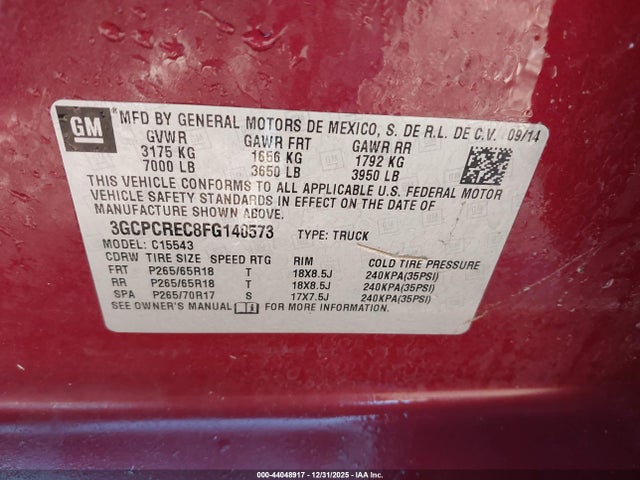 GM
*MFD BY GENERAL MOTORS DE MEXICO, S. DE R.L. DE C.V. 09/14
GVWR GAWR FRT GAWR RR
3175 KG 1656 KG 1792 KG
7000 LB 3650 LB 3950 LB
THIS VEHICLE CONFORMS TO ALL APPLICABLE U.S. FEDERAL MOTOR
VEHICLE SAFETY STANDARDS IN EFFECT ON THE DATE OF
MANUFACTURE SHOWN ABOVE.
3GCPCREC8FG140573 TYPE: TRUCK
MODEL: C15543
CDRW TIRE SIZE SPEED RTG RIM COLD TIRE PRESSURE
FRT P265/65R18 T 18X8.5J 240KPA(35PSI)
RR P265/65R18 T 18X8.5J 240KPA(35PSI)
SPA P265/70R17 S 17X7.5J 240KPA(35PSI)
SEE OWNER'S MANUAL FOR MORE INFORMATION.
000-44048917 - 12/31/2025 - IAA Inc.